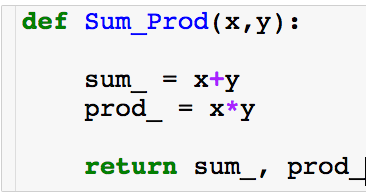 def Sum_Prod(x,y):
sum_ = x+y
prod_ = x*y
return sum_, prod_